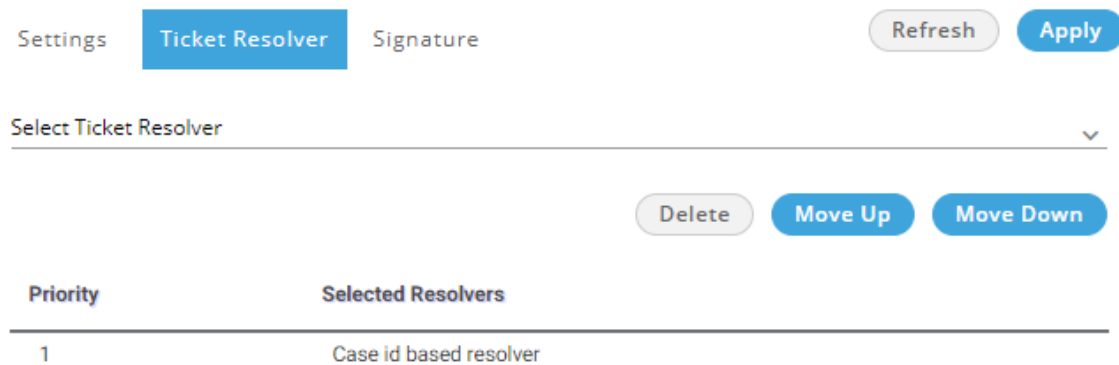 Settings Ticket Resolver Signature Refresh Apply
Select Ticket Resolver
Delete Move Up Move Down
Priority Selected Resolvers
1 Case id based resolver